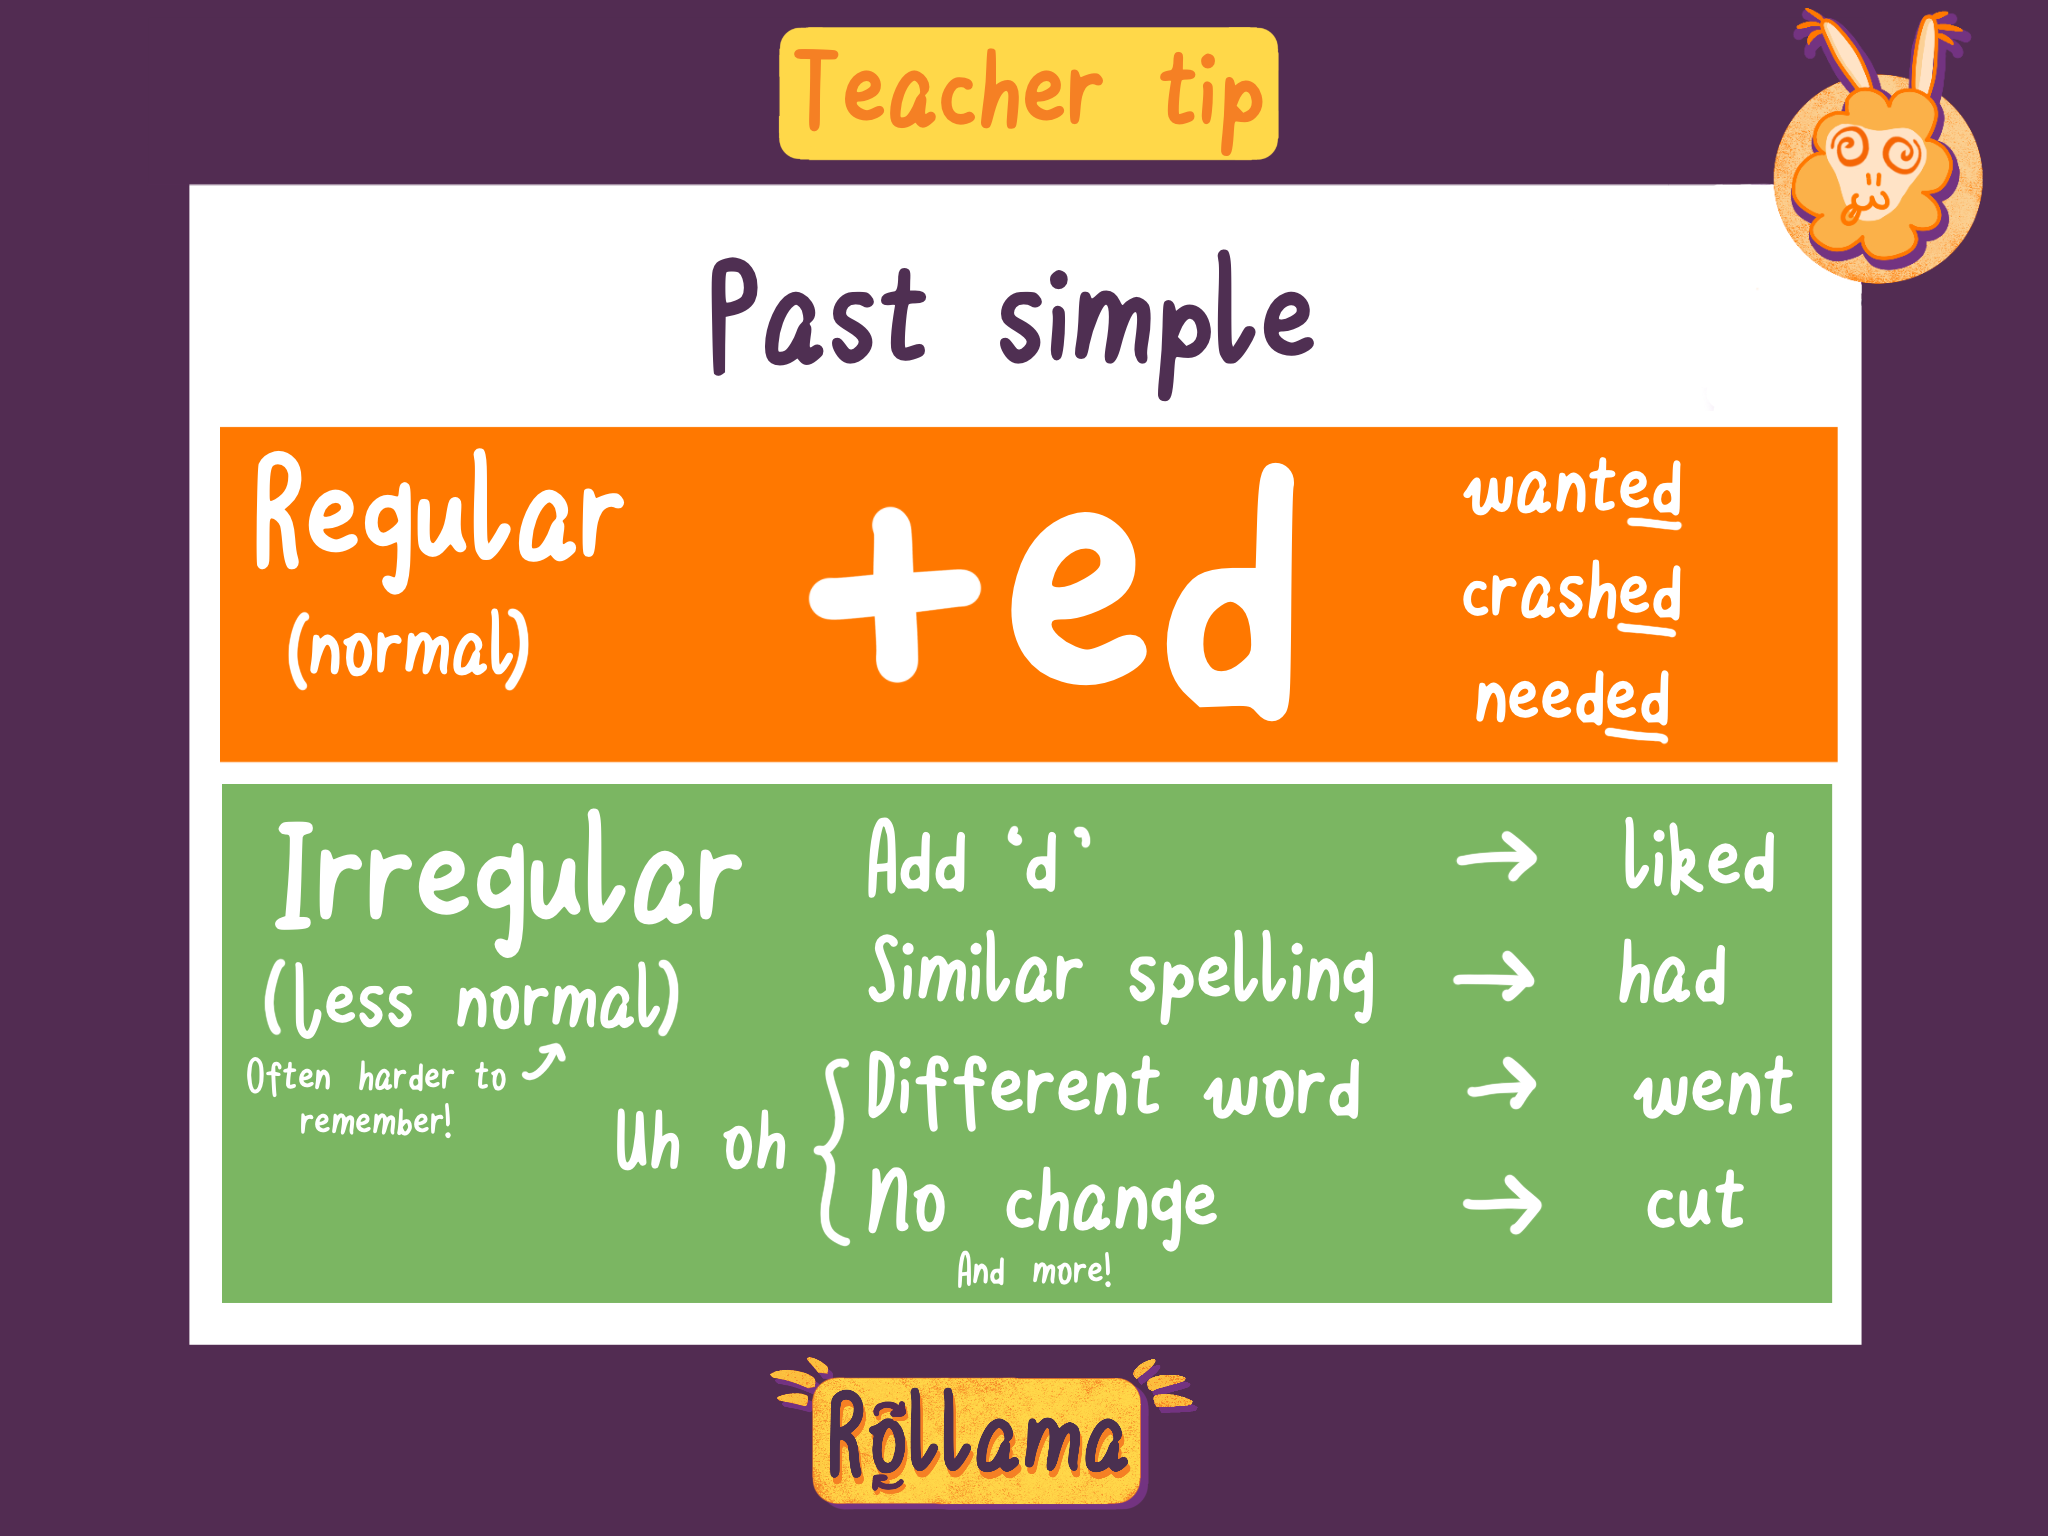 Teacher tip
Past simple
Regular
(normal)
+ed
wanted
crashed
needed
Irregular
(less normal)
Often harder to
remember!
Add 'd' → liked
Similar spelling → had
Uh oh {
Different word → went
No change → cut
And more!
Rollama